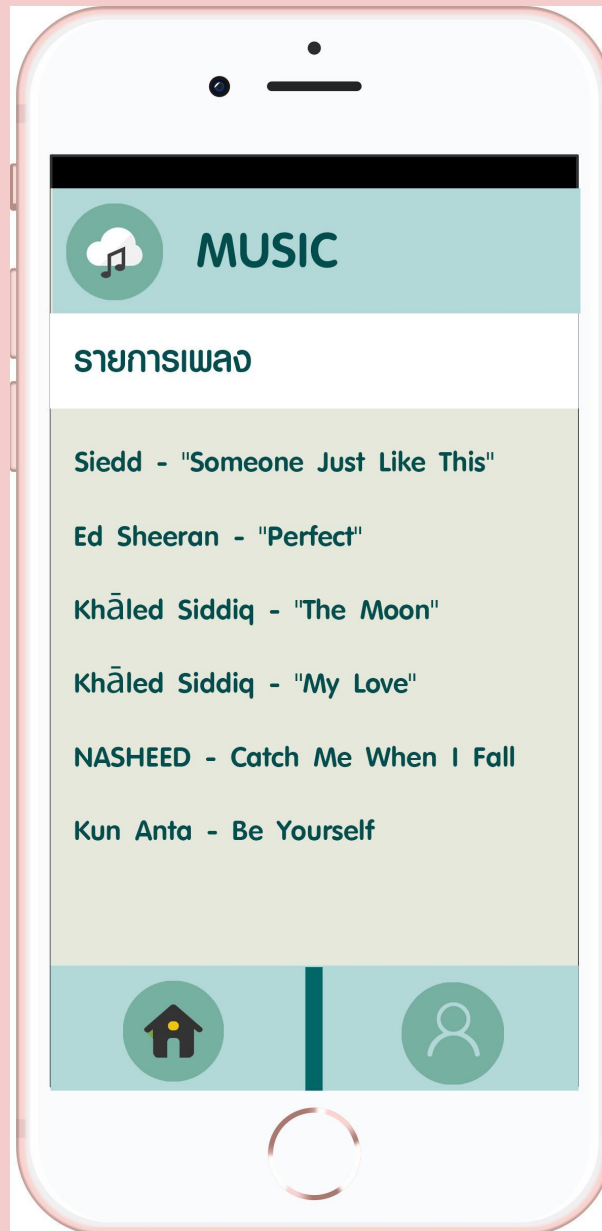 MUSIC
รายการเพลง
Siedd - "Someone Just Like This"
Ed Sheeran - "Perfect"
Khāled Siddiq - "The Moon"
Khāled Siddiq - "My Love"
NASHEED - Catch Me When I Fall
Kun Anta - Be Yourself